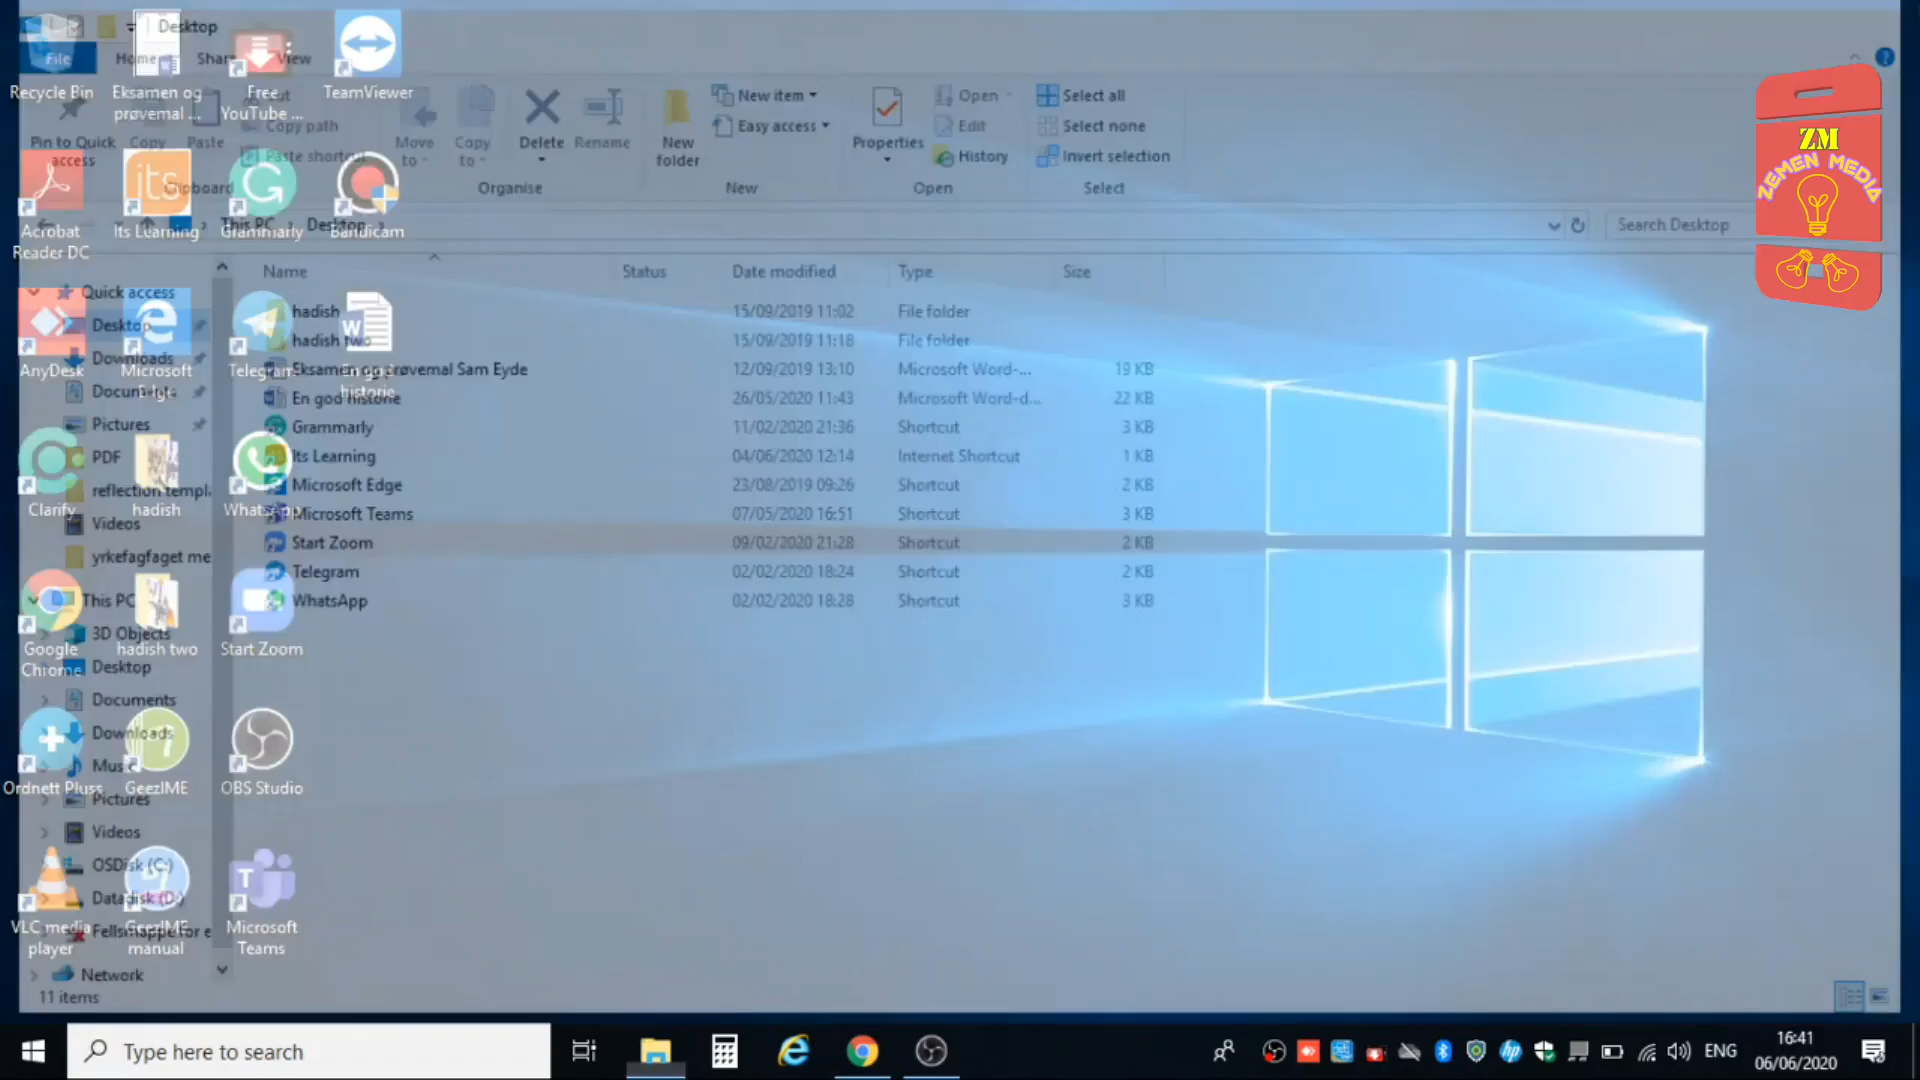 Desktop
File
Home
Share
View
Pin to Quick access
Copy
Paste
Cut
Copy path
Paste shortcut
Clipboard
Move to
Copy to
Delete
Rename
Organise
New folder
New item
Easy access
New
Properties
Open
Edit
History
Open
Select all
Select none
Invert selection
Select
This PC
Desktop
Search Desktop
Name Status Date modified Type Size
hadish 15/09/2019 11:02 File folder
hadish two 15/09/2019 11:18 File folder
Eksamen og prøvemal Sam Eyde 12/09/2019 13:10 Microsoft Word-... 19 KB
En god historie 26/05/2020 11:43 Microsoft Word-d... 22 KB
Grammarly 11/02/2020 21:36 Shortcut 3 KB
Its Learning 04/06/2020 12:14 Internet Shortcut 1 KB
Microsoft Edge 23/08/2019 09:26 Shortcut 2 KB
Microsoft Teams 07/05/2020 16:51 Shortcut 3 KB
Start Zoom 09/02/2020 21:28 Shortcut 2 KB
Telegram 02/02/2020 18:24 Shortcut 2 KB
WhatsApp 02/02/2020 18:28 Shortcut 3 KB
Quick access
Desktop
Downloads
Documents
Pictures
PDF
reflection templ
Videos
yrkefagfaget me
This PC
3D Objects
Desktop
Documents
Downloads
Music
Pictures
Videos
OSDisk (C:)
Datadisk (D:)
Fellsmappe for e
Network
11 items
Recycle Bin
Eksamen og
prøvemal ...
Free
YouTube ...
TeamViewer
Acrobat
Reader DC
its
Its Learning
Grammarly
Bandicam
AnyDesk
Microsoft
Edge
Telegram
W
historie
Clarify
hadish
WhatsApp
Google
Chrome
hadish two
Start Zoom
Ordnett Pluss
GeezIME
OBS Studio
VLC media
player
GeezIME
manual
T
Microsoft
Teams
ZM
ZEMEN MEDIA
Type here to search
hp
ENG
16:41
06/06/2020